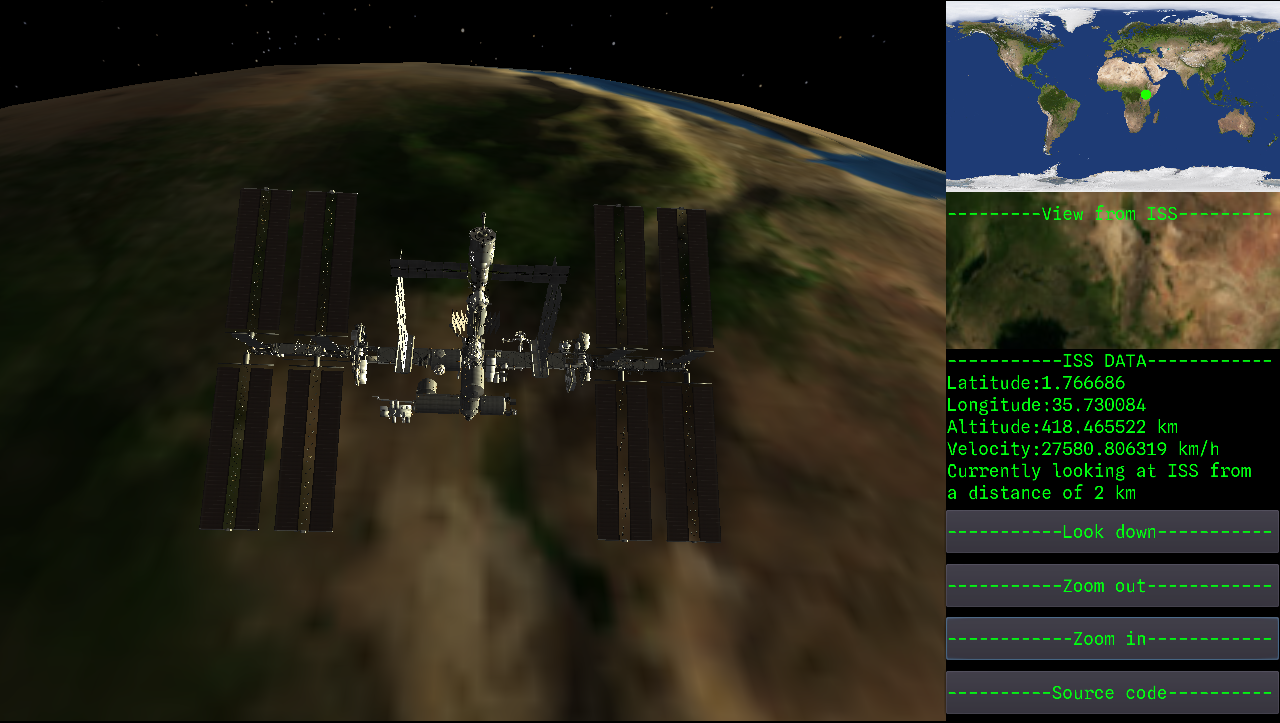 ---------View from ISS---------
-----------ISS DATA------------
Latitude:1.766686
Longitude:35.730084
Altitude:418.465522 km
Velocity:27580.806319 km/h
Currently looking at ISS from
a distance of 2 km
-----------Look down-----------
-----------Zoom out------------
------------Zoom in------------
----------Source code----------